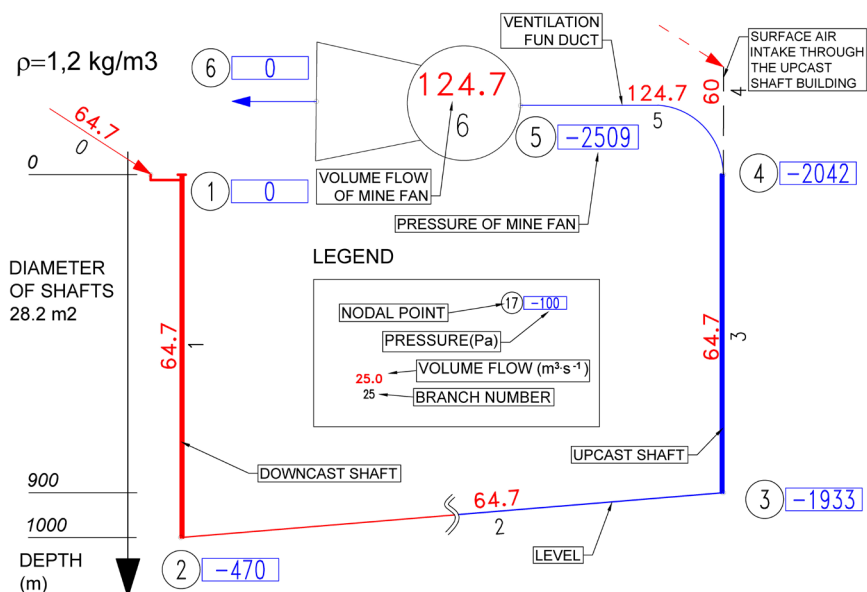 ρ=1,2 kg/m3
6
0
124.7
6
VENTILATION
FUN DUCT
124.7
5
60
4
SURFACE AIR
INTAKE THROUGH
THE UPCAST
SHAFT BUILDING
64.7
0
5
-2509
0
1
0
VOLUME FLOW
OF MINE FAN
PRESSURE OF MINE FAN
4
-2042
DIAMETER
OF SHAFTS
28.2 m2
64.7
1
LEGEND
NODAL POINT
17
-100
PRESSURE(Pa)
25.0
VOLUME FLOW (m³·s⁻¹)
25
BRANCH NUMBER
64.7
3
DOWNCAST SHAFT
UPCAST SHAFT
900
64.7
2
3
-1933
1000
LEVEL
DEPTH
(m)
2
-470